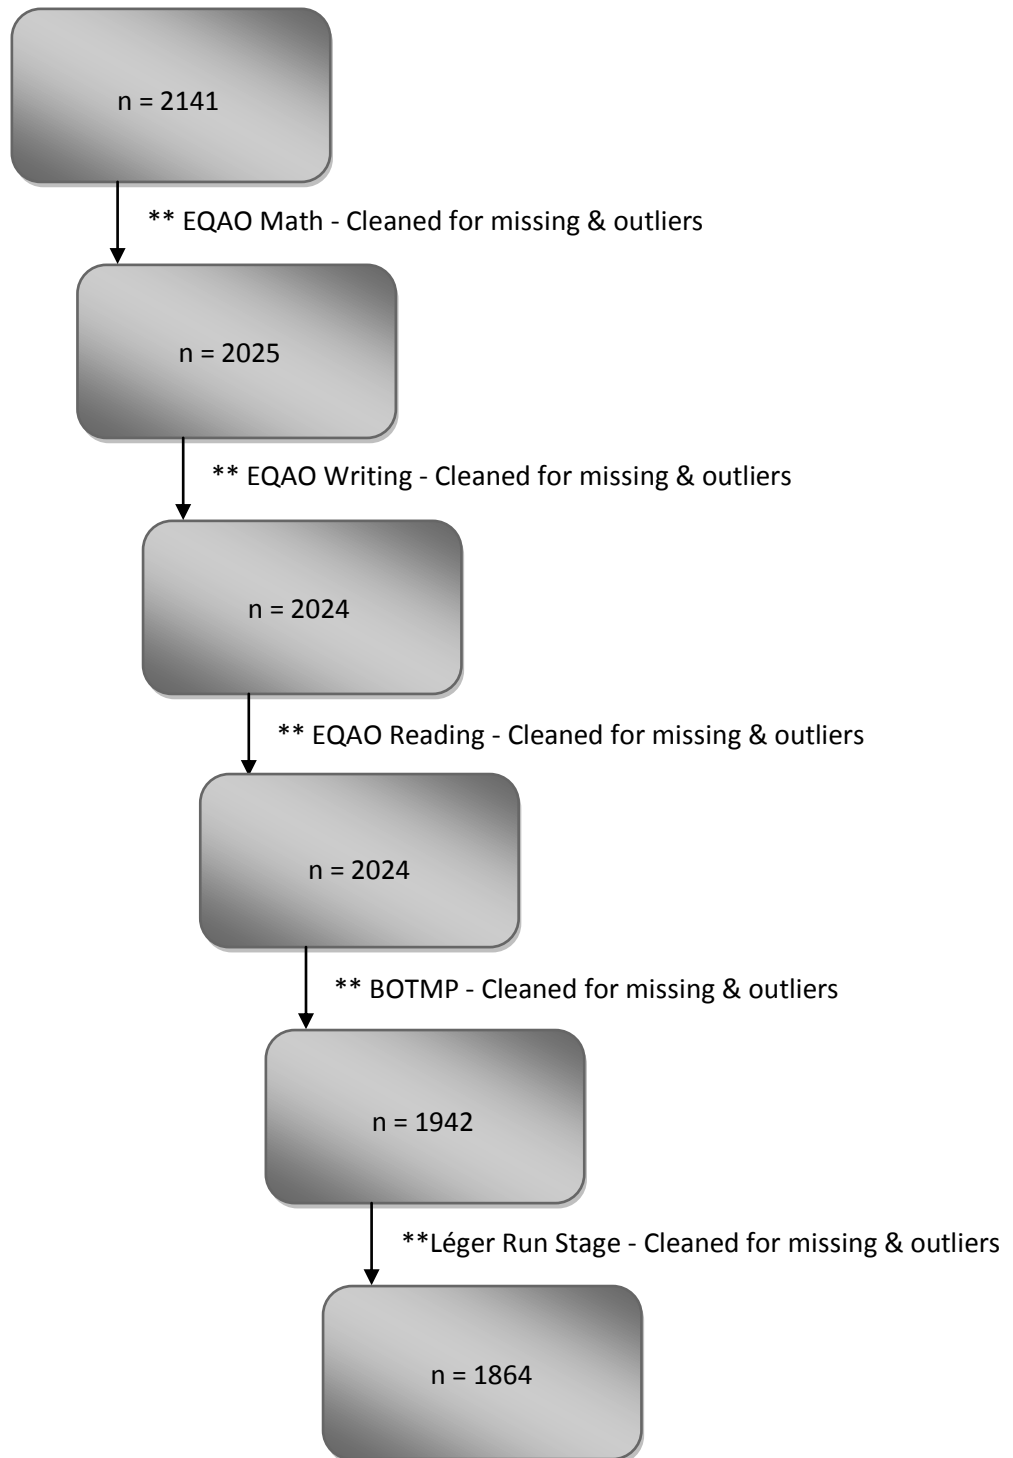 n = 2141
** EQAO Math - Cleaned for missing & outliers
n = 2025
** EQAO Writing - Cleaned for missing & outliers
n = 2024
** EQAO Reading - Cleaned for missing & outliers
n = 2024
** BOTMP - Cleaned for missing & outliers
n = 1942
**Léger Run Stage - Cleaned for missing & outliers
n = 1864